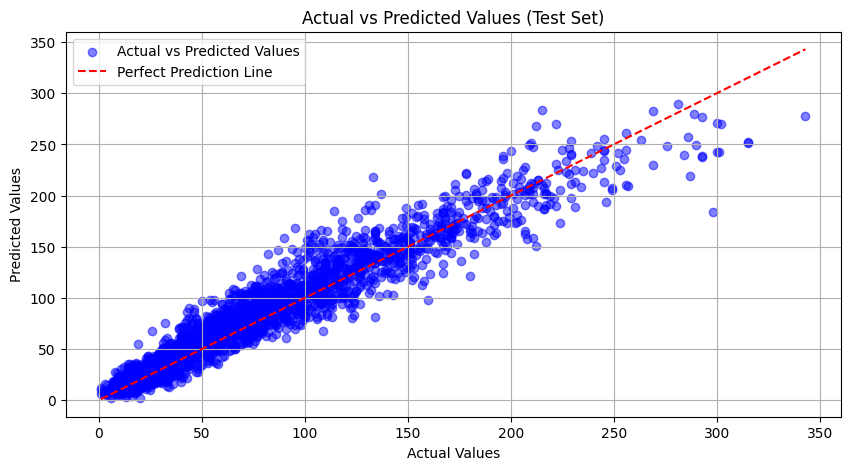 Actual vs Predicted Values (Test Set)
Actual vs Predicted Values
Perfect Prediction Line
350
300
250
200
150
100
50
0
Predicted Values
0 50 100 150 200 250 300 350
Actual Values